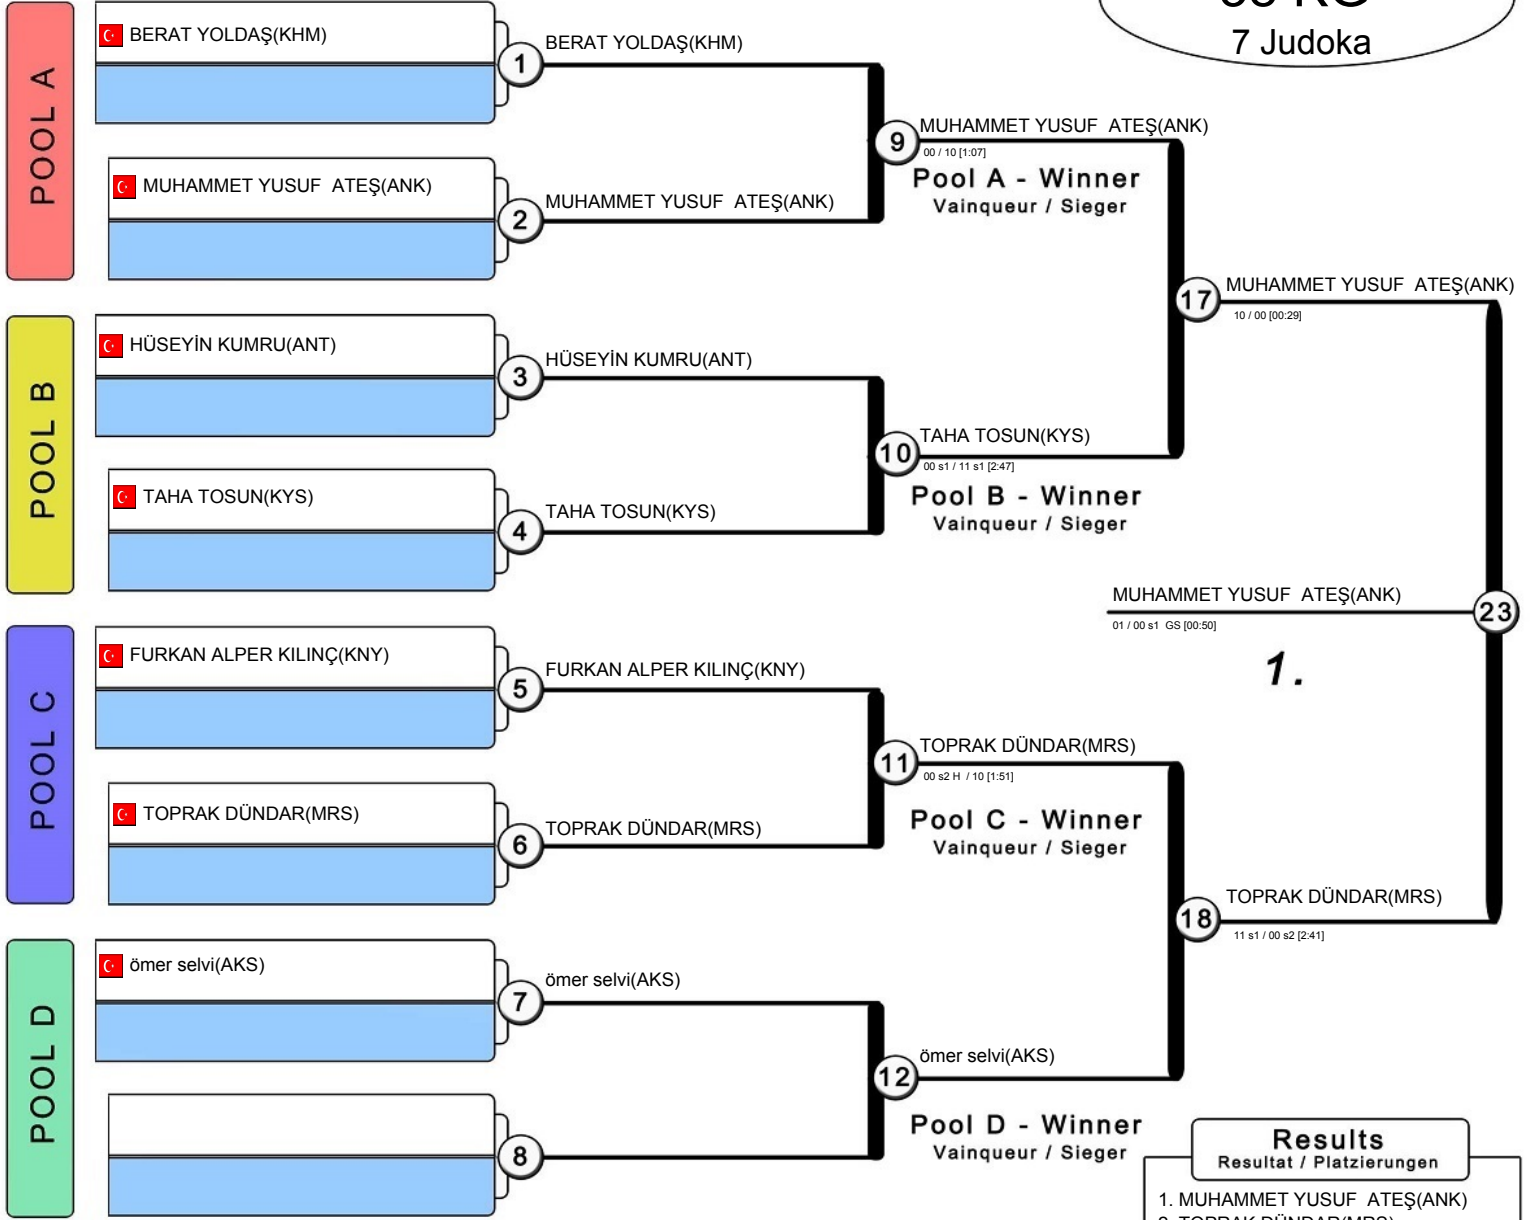 7 Judoka
POOL A
BERAT YOLDAŞ(KHM)
1
BERAT YOLDAŞ(KHM)
MUHAMMET YUSUF ATEŞ(ANK)
2
MUHAMMET YUSUF ATEŞ(ANK)
9
MUHAMMET YUSUF ATEŞ(ANK)
00 / 10 [1:07]
Pool A - Winner
Vainqueur / Sieger
POOL B
HÜSEYİN KUMRU(ANT)
3
HÜSEYİN KUMRU(ANT)
TAHA TOSUN(KYS)
4
TAHA TOSUN(KYS)
10
TAHA TOSUN(KYS)
00 s1 / 11 s1 [2:47]
Pool B - Winner
Vainqueur / Sieger
17
MUHAMMET YUSUF ATEŞ(ANK)
10 / 00 [00:29]
MUHAMMET YUSUF ATEŞ(ANK)
23
01 / 00 s1 GS [00:50]
1.
POOL C
FURKAN ALPER KILINÇ(KNY)
5
FURKAN ALPER KILINÇ(KNY)
TOPRAK DÜNDAR(MRS)
6
TOPRAK DÜNDAR(MRS)
11
TOPRAK DÜNDAR(MRS)
00 s2 H / 10 [1:51]
Pool C - Winner
Vainqueur / Sieger
18
TOPRAK DÜNDAR(MRS)
11 s1 / 00 s2 [2:41]
POOL D
ömer selvi(AKS)
7
ömer selvi(AKS)
8
12
ömer selvi(AKS)
Pool D - Winner
Vainqueur / Sieger
Results
Resultat / Platzierungen
1. MUHAMMET YUSUF ATEŞ(ANK)
2. TOPRAK DÜNDAR(MRS)